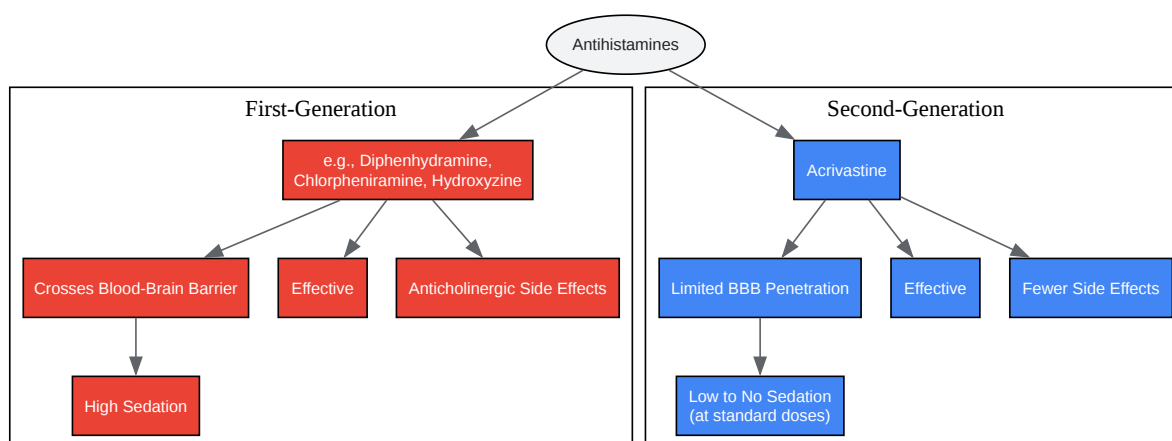 Antihistamines
First-Generation
Second-Generation
e.g., Diphenhydramine,
Chlorpheniramine, Hydroxyzine
Acrivastine
Crosses Blood-Brain Barrier
Effective
Anticholinergic Side Effects
Limited BBB Penetration
Effective
Fewer Side Effects
High Sedation
Low to No Sedation
(at standard doses)